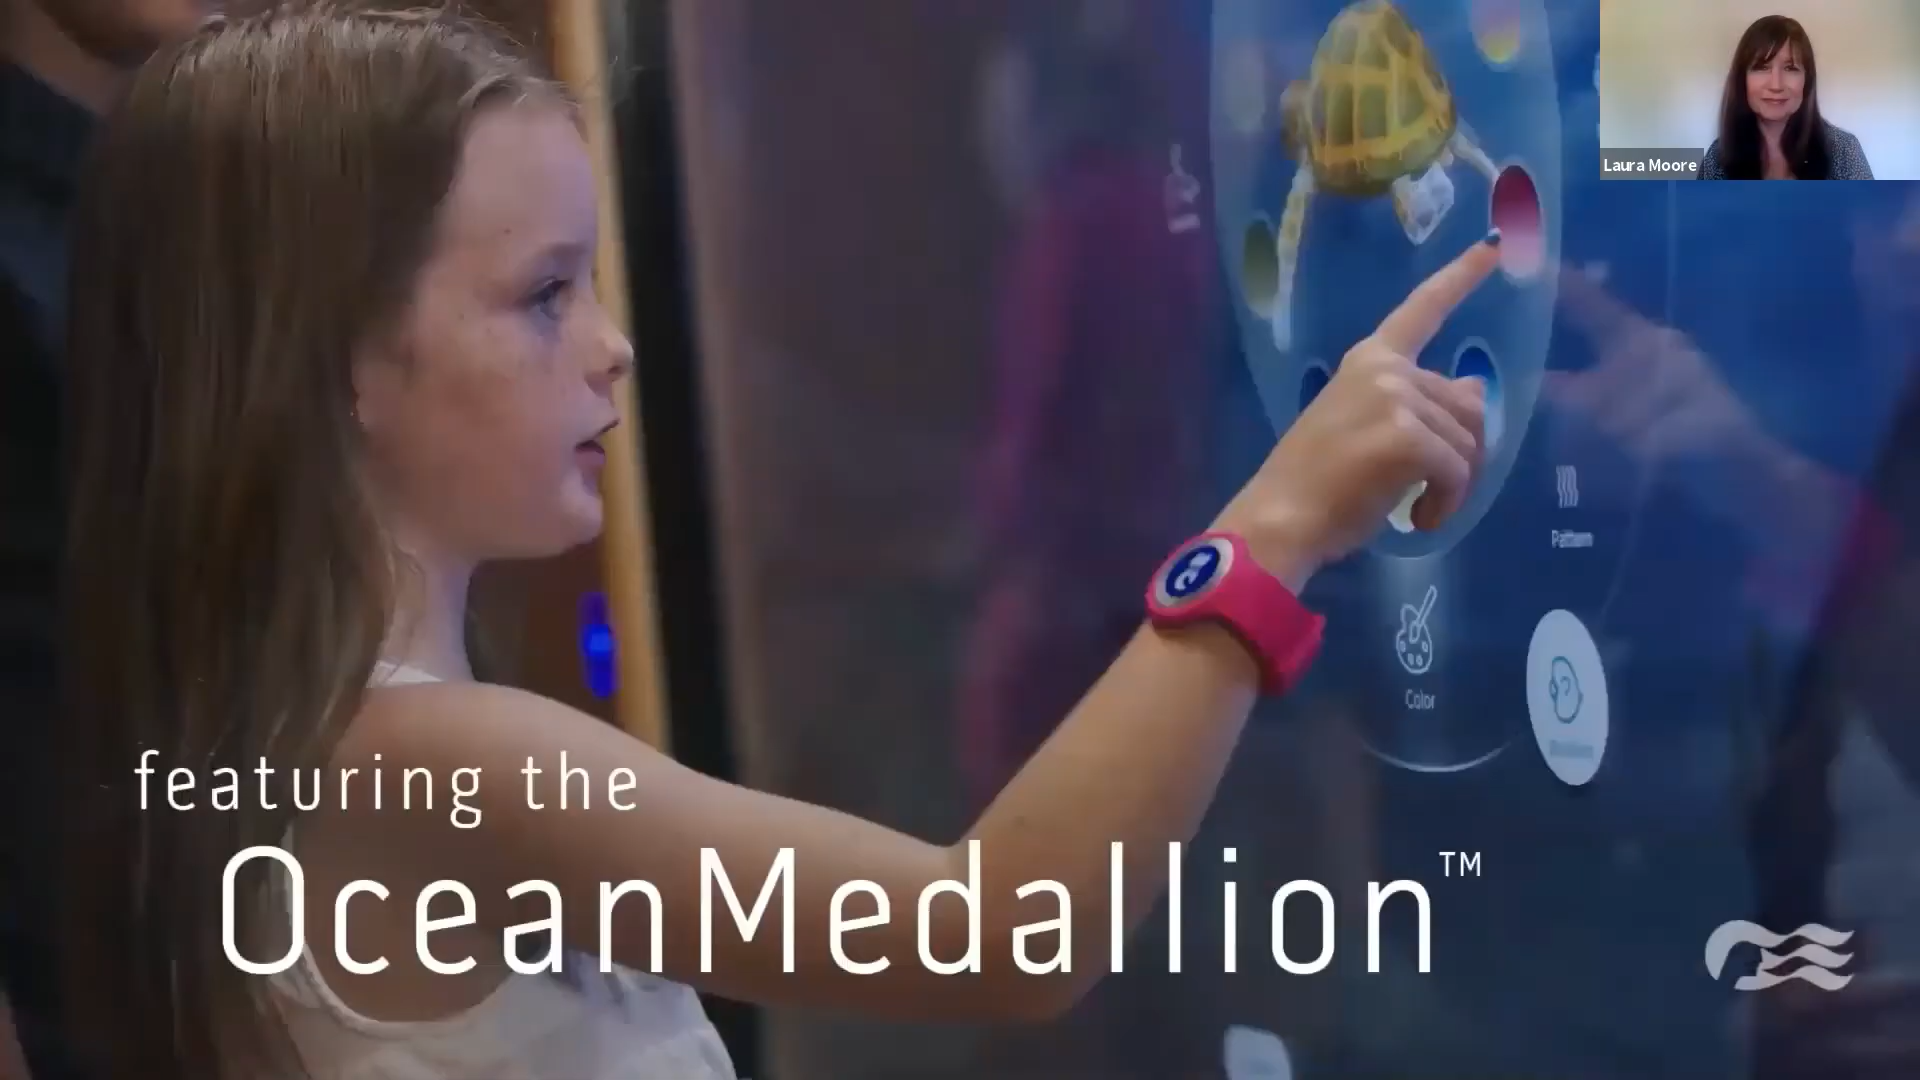 Laura Moore
Pattern
Color
featuring the
OceanMedallion™